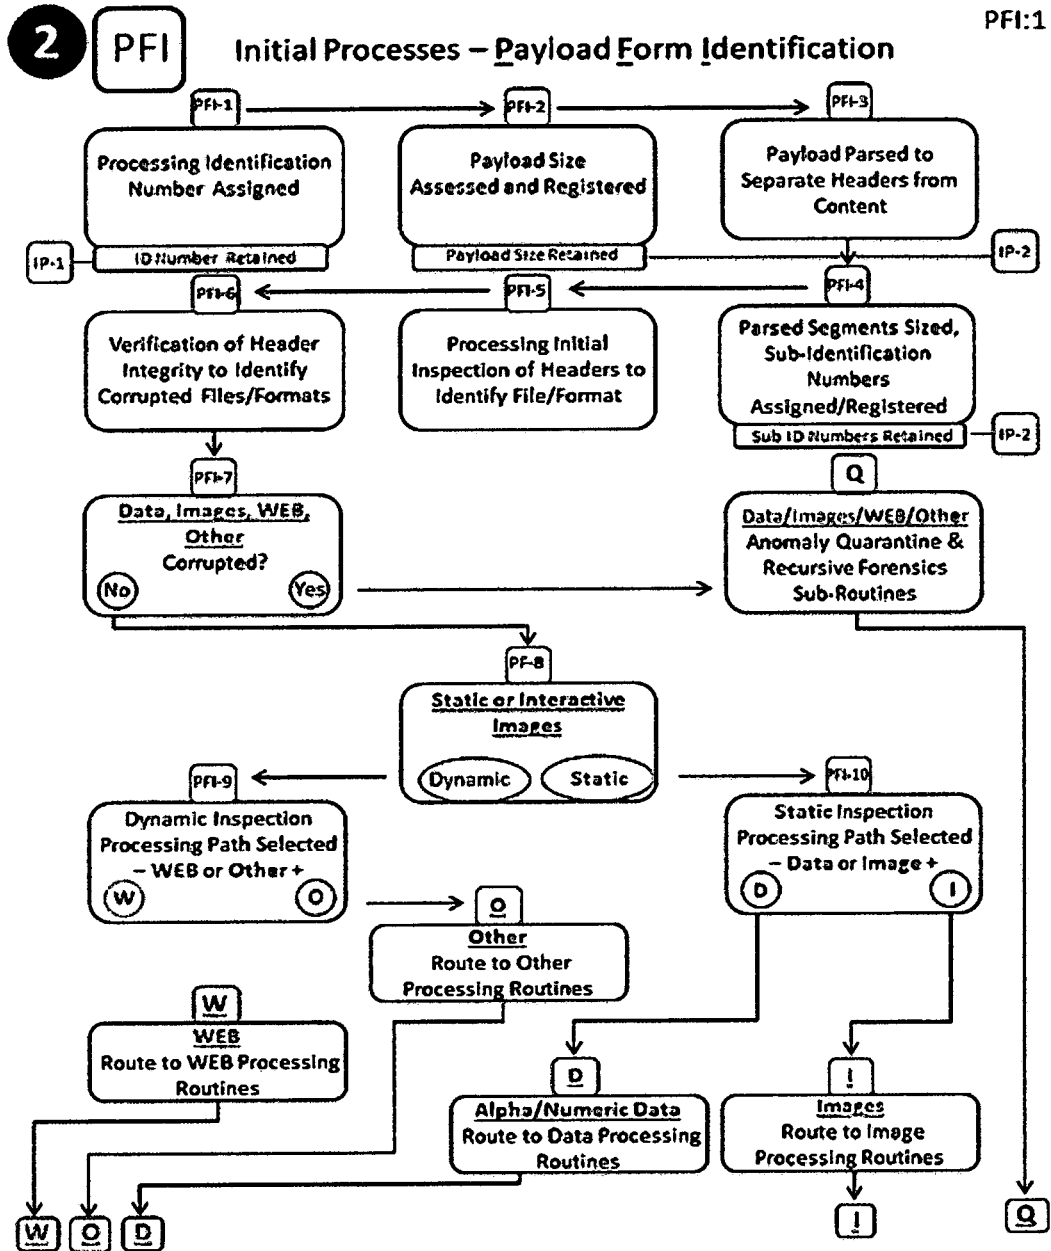 PFI:1
2
PFI
Initial Processes – Payload Form Identification
PFI-1
PFI-2
PFI-3
Processing Identification
Number Assigned
ID Number Retained
IP-1
Payload Size
Assessed and Registered
Payload Size Retained
IP-2
Payload Parsed to
Separate Headers from
Content
PFI-6
PFI-5
PFI-4
Verification of Header
Integrity to Identify
Corrupted Files/Formats
Processing Initial
Inspection of Headers to
Identify File/Format
Parsed Segments Sized,
Sub-Identification
Numbers
Assigned/Registered
Sub ID Numbers Retained
IP-2
PFI-7
Data, Images, WEB,
Other
Corrupted?
No
Yes
Q
Data/Images/WEB/Other
Anomaly Quarantine &
Recursive Forensics
Sub-Routines
PF-8
Static or Interactive
Images
Dynamic
Static
PFI-9
Dynamic Inspection
Processing Path Selected
– WEB or Other +
W
O
PFI-10
Static Inspection
Processing Path Selected
– Data or Image +
D
I
O
Other
Route to Other
Processing Routines
W
WEB
Route to WEB Processing
Routines
D
Alpha/Numeric Data
Route to Data Processing
Routines
I
Images
Route to Image
Processing Routines
W
O
D
I
Q